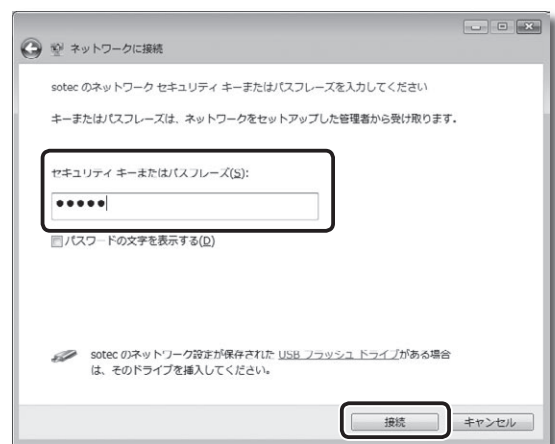 ネットワークに接続
sotec のネットワーク セキュリティ キーまたはパスフレーズを入力してください
キーまたはパスフレーズは、ネットワークをセットアップした管理者から受け取ります。
セキュリティ キーまたはパスフレーズ(S):
●●●●●
パスワードの文字を表示する(D)
sotec のネットワーク設定が保存された USB フラッシュ ドライブがある場合
は、そのドライブを挿入してください。
接続 キャンセル